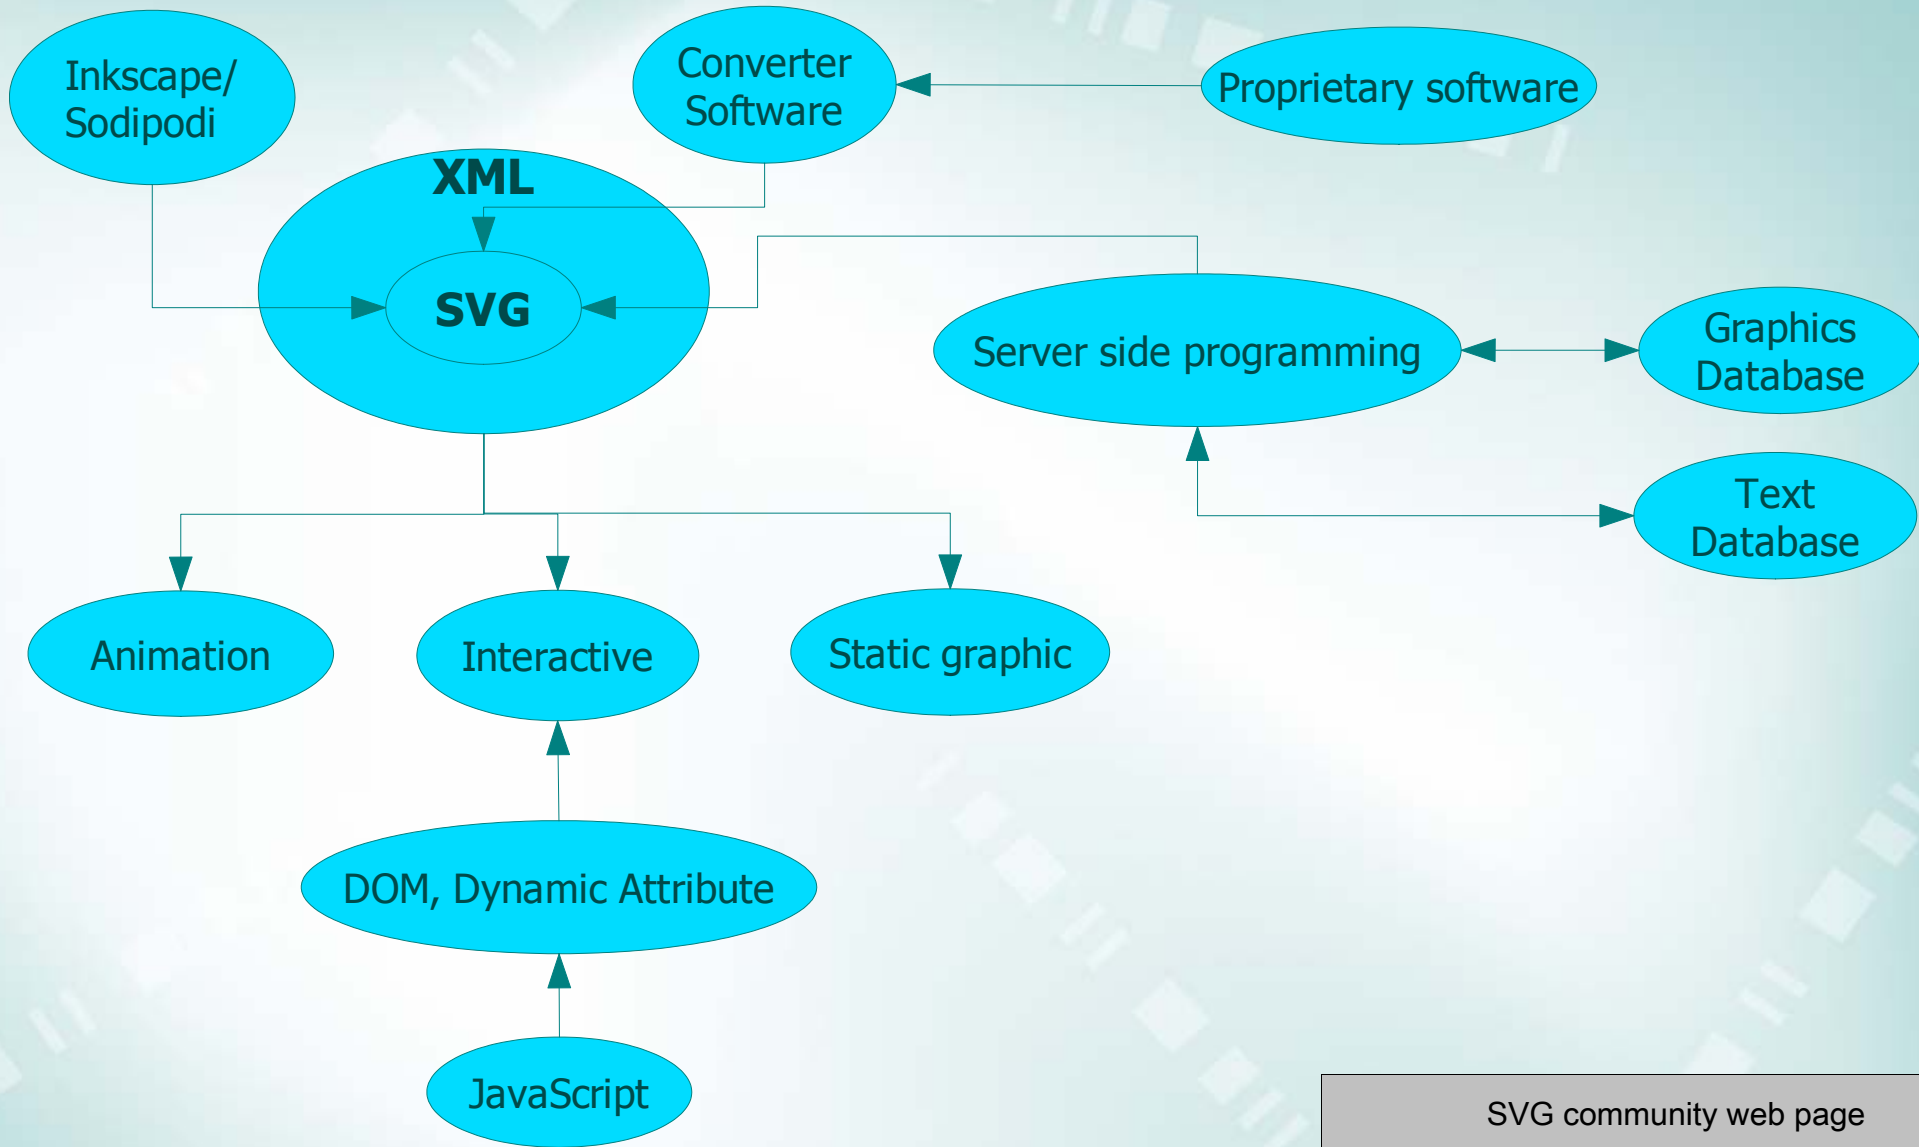 Inkscape/
Sodipodi
Converter
Software
Proprietary software
XML
SVG
Server side programming
Graphics
Database
Text
Database
Animation
Interactive
Static graphic
DOM, Dynamic Attribute
JavaScript
SVG community web page